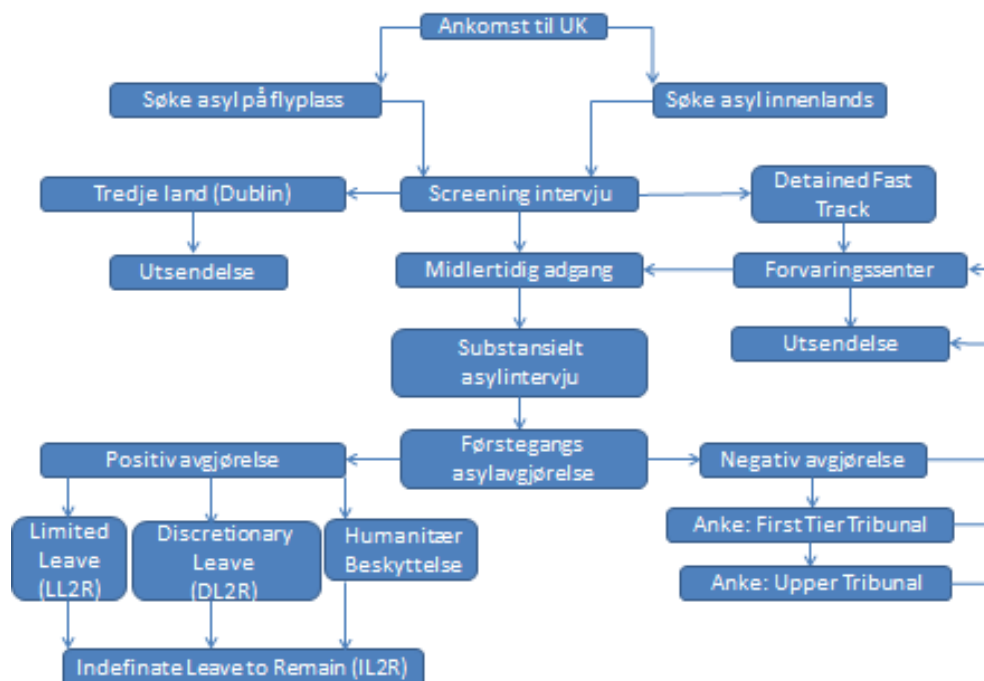 Ankomst til UK
Søke asyl på flyplass
Søke asyl innenlands
Tredje land (Dublin)
Screening intervju
Detained Fast
Track
Utsendelse
Midlertidig adgang
Forvaringssenter
Substansielt
asylintervju
Utsendelse
Positiv avgjørelse
Førstegangs
asylavgjørelse
Negativ avgjørelse
Limited
Leave
(LL2R)
Discretionary
Leave
(DL2R)
Humanitær
Beskyttelse
Anke: First Tier Tribunal
Anke: Upper Tribunal
Indefinate Leave to Remain (IL2R)